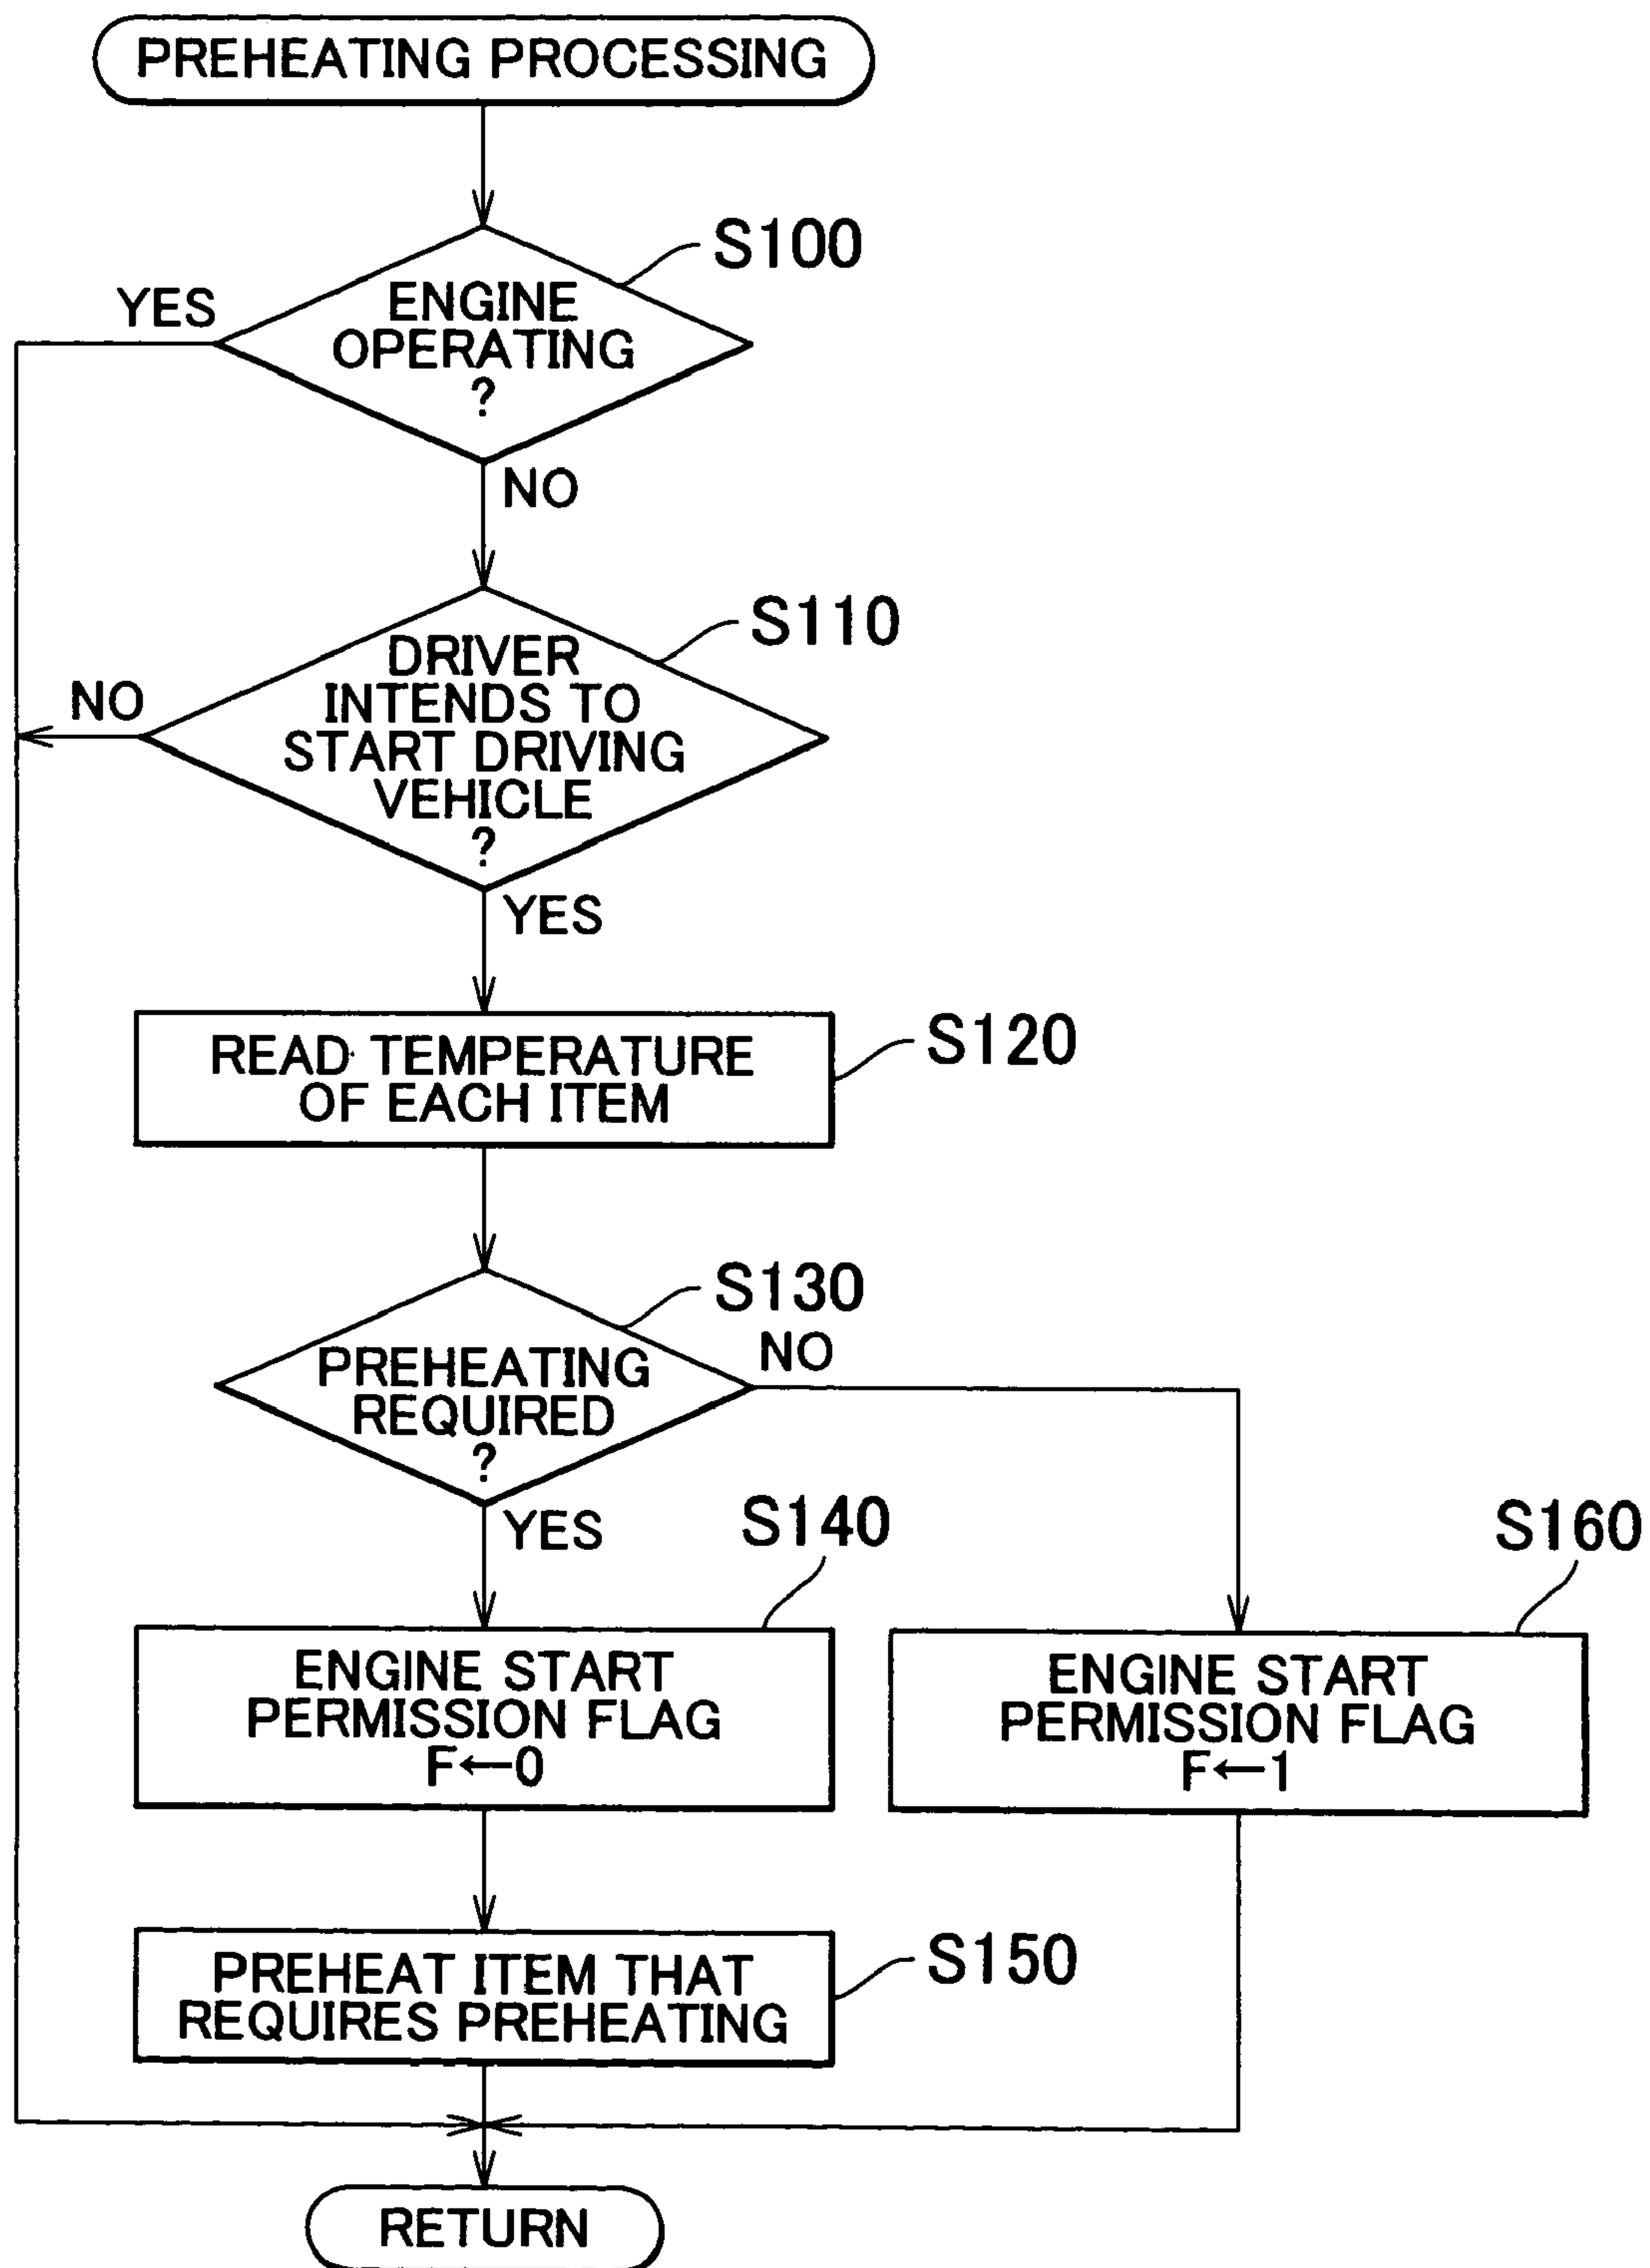 PREHEATING PROCESSING
S100
YES
ENGINE
OPERATING
?
NO
S110
DRIVER
INTENDS TO
START DRIVING
VEHICLE
?
NO
YES
S120
READ TEMPERATURE
OF EACH ITEM
S130
NO
PREHEATING
REQUIRED
?
YES
S140
S160
ENGINE START
PERMISSION FLAG
F←0
ENGINE START
PERMISSION FLAG
F←1
S150
PREHEAT ITEM THAT
REQUIRES PREHEATING
RETURN